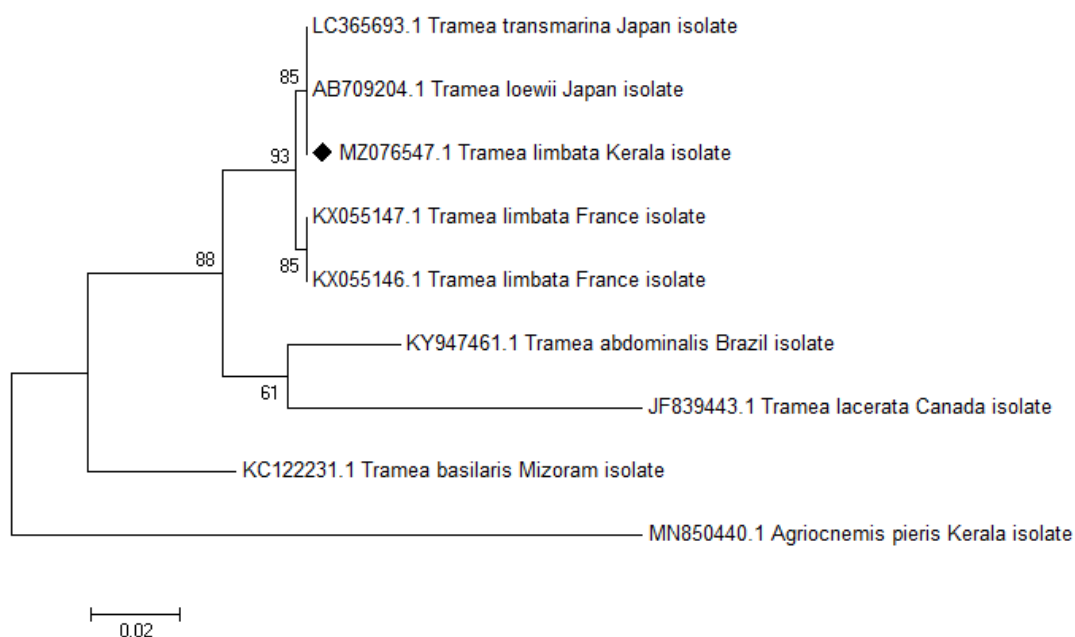 LC365693.1 Tramea transmarina Japan isolate
85
AB709204.1 Tramea loewii Japan isolate
93
MZ076547.1 Tramea limbata Kerala isolate
KX055147.1 Tramea limbata France isolate
88
85
KX055146.1 Tramea limbata France isolate
KY947461.1 Tramea abdominalis Brazil isolate
61
JF839443.1 Tramea lacerata Canada isolate
KC122231.1 Tramea basilaris Mizoram isolate
MN850440.1 Agriocnemis pieris Kerala isolate
0.02